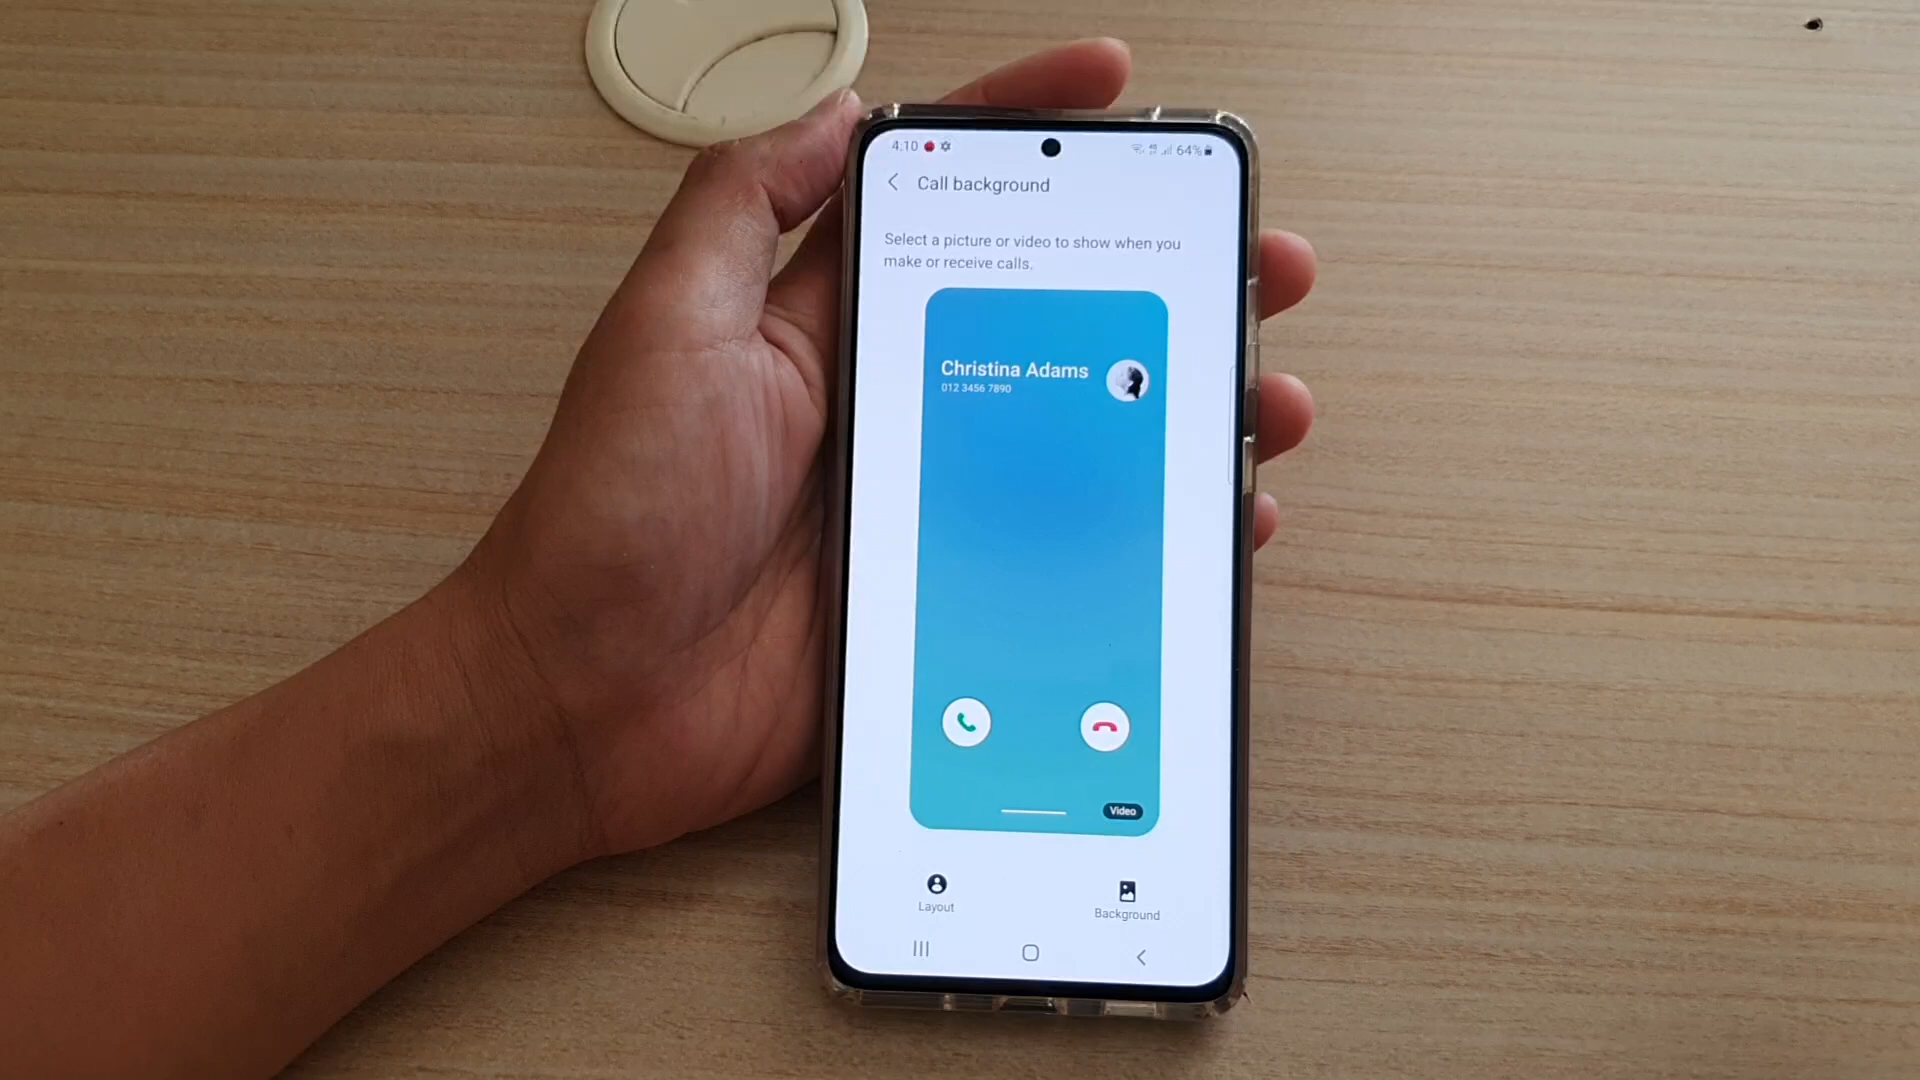 4:10
64%
Call background
Select a picture or video to show when you
make or receive calls.
Christina Adams
012 3456 7890
Video
Layout
Background